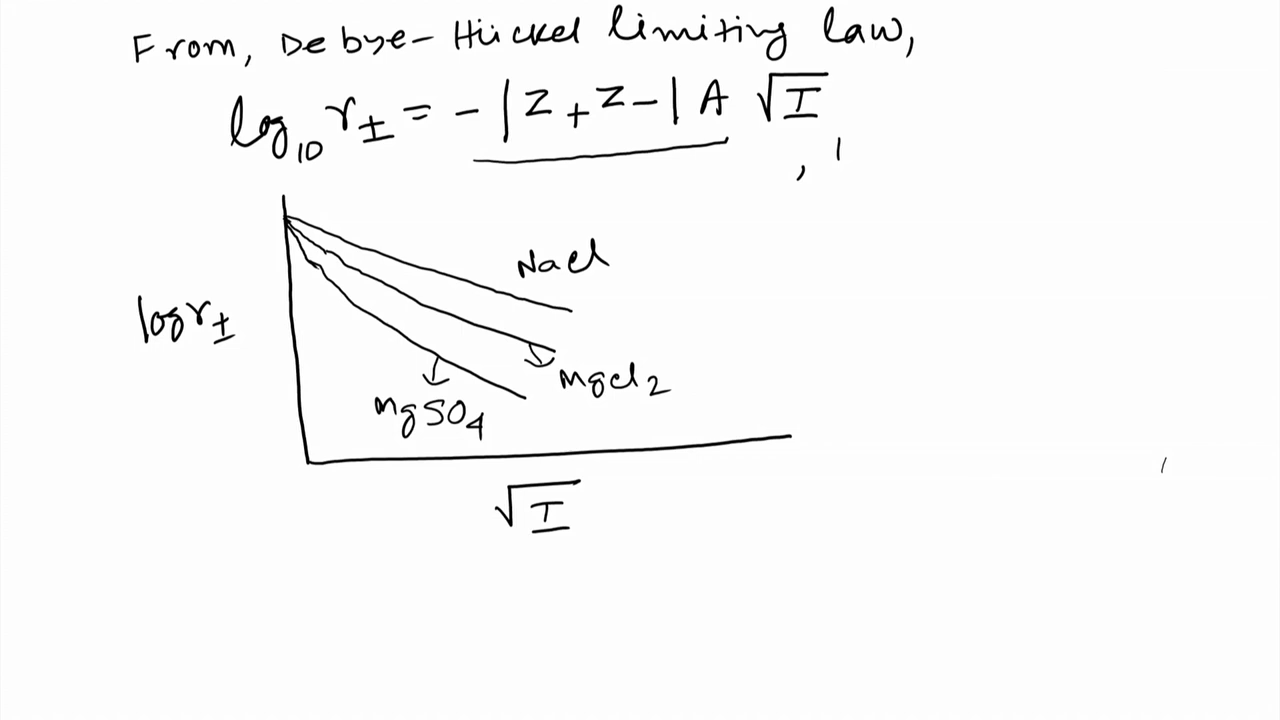 From, Debye-Hückel limiting law,
log₁₀ γ± = - |Z₊Z₋| A √I ,
NaCl
log γ±
MgCl₂
MgSO₄
√I